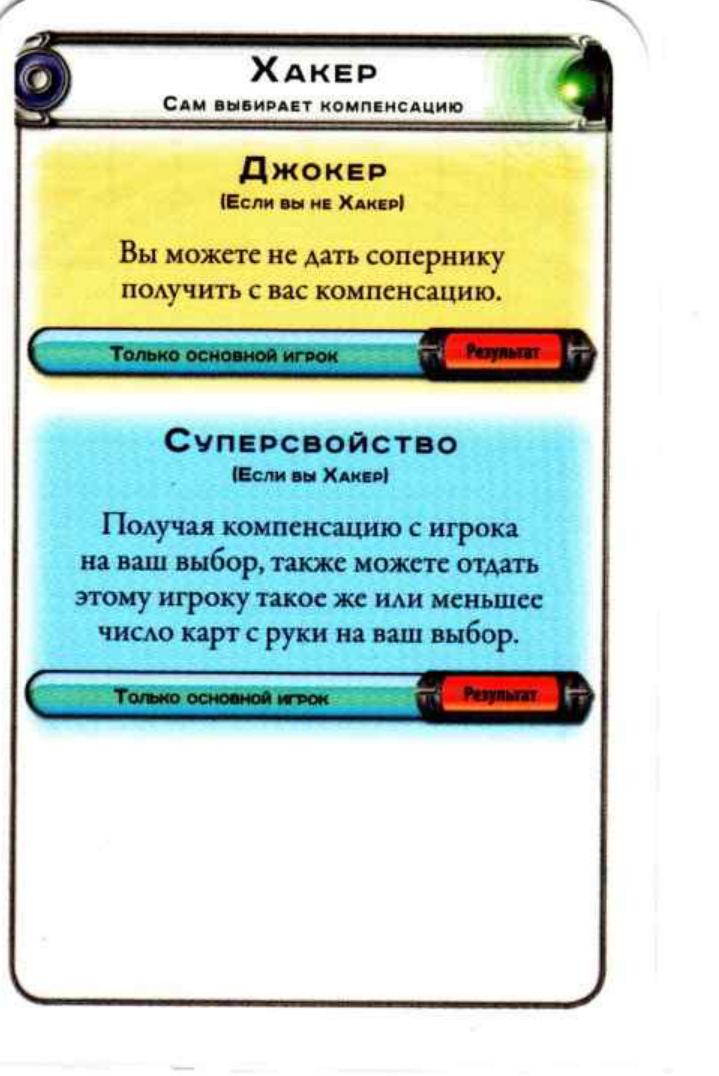 Хакер
Сам выбирает компенсацию
Джокер
(Если вы не Хакер)
Вы можете не дать сопернику
получить с вас компенсацию.
Только основной игрок
Результат
Суперсвойство
(Если вы Хакер)
Получая компенсацию с игрока
на ваш выбор, также можете отдать
этому игроку такое же или меньшее
число карт с руки на ваш выбор.
Только основной игрок
Результат